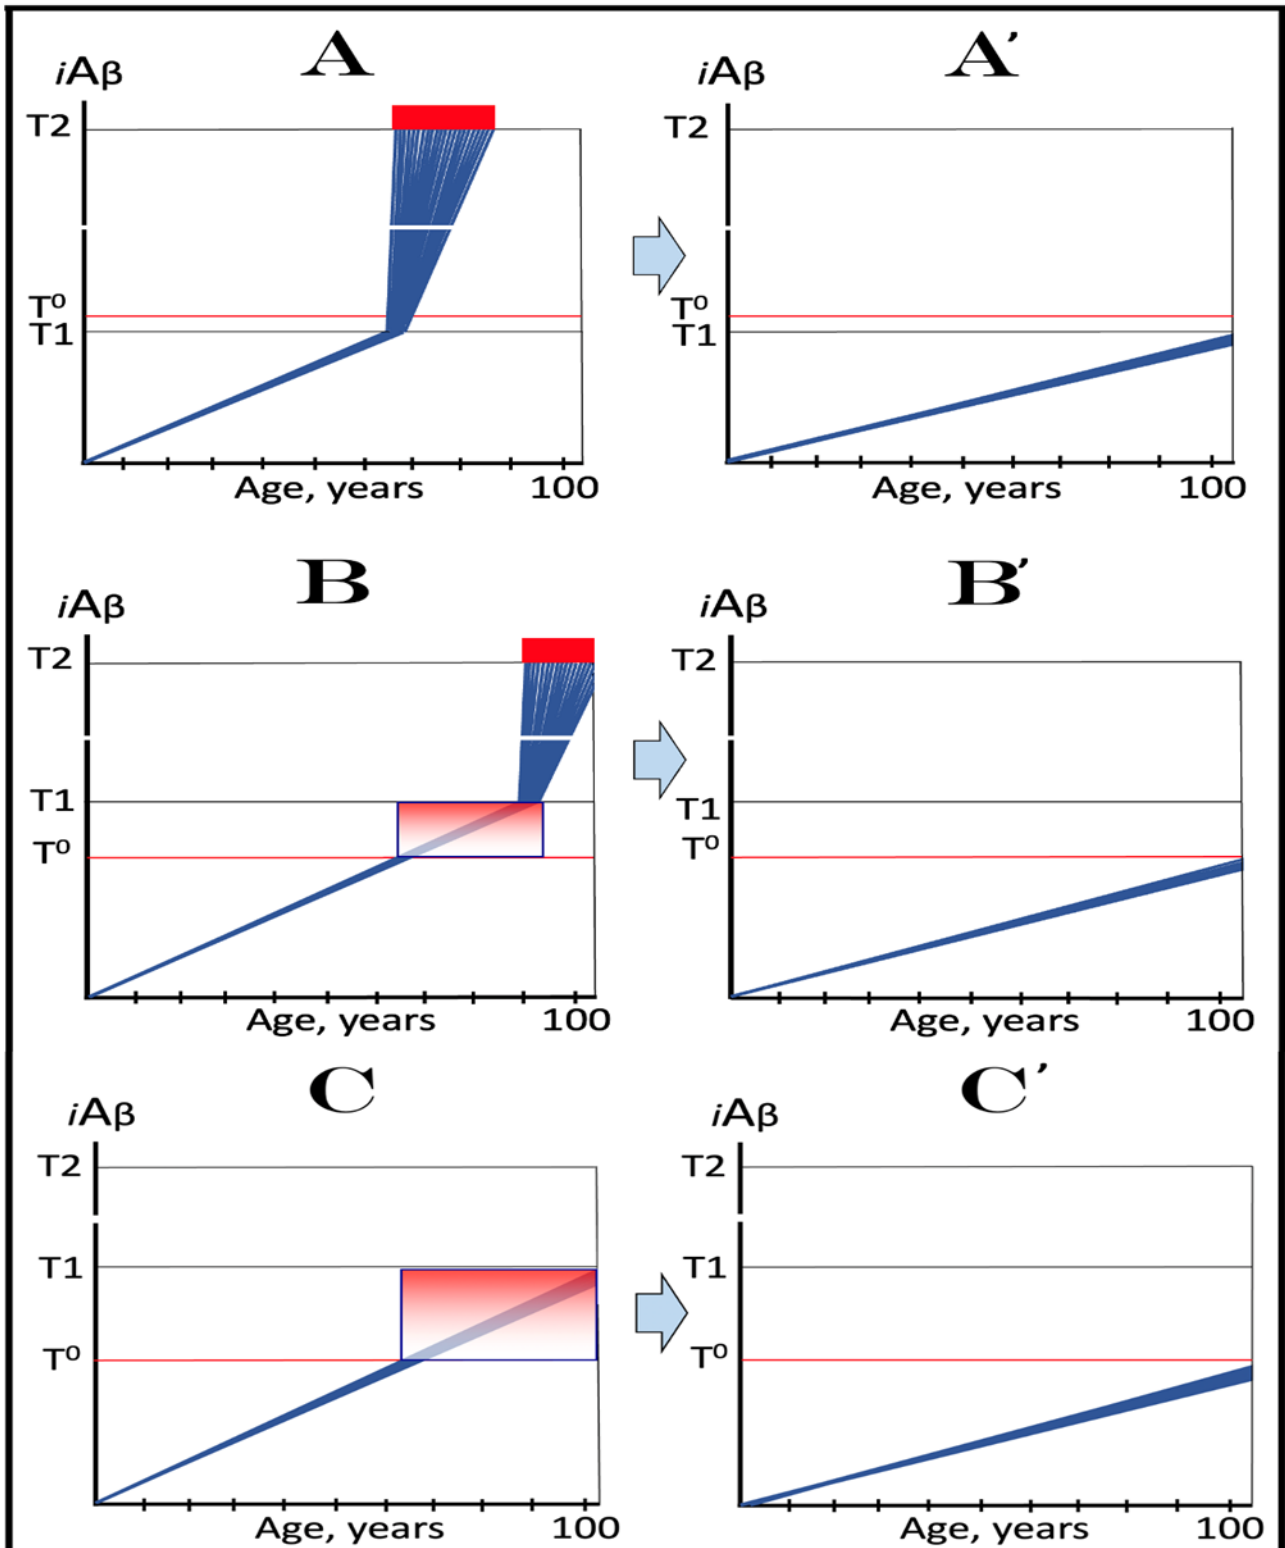 A
iAβ
T2
T⁰
T1
Age, years 100
A’
iAβ
T2
T⁰
T1
Age, years 100
B
iAβ
T2
T1
T⁰
Age, years 100
B’
iAβ
T2
T1
T⁰
Age, years 100
C
iAβ
T2
T1
T⁰
Age, years 100
C’
iAβ
T2
T1
T⁰
Age, years 100